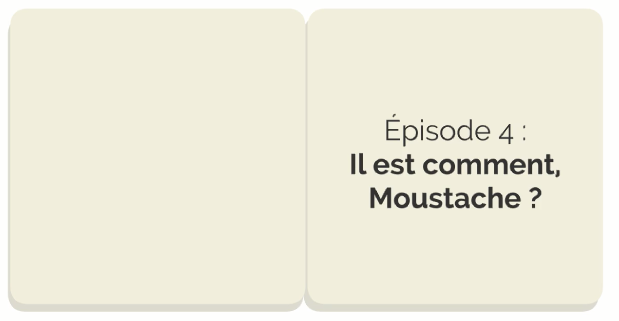 Épisode 4 :
Il est comment,
Moustache ?